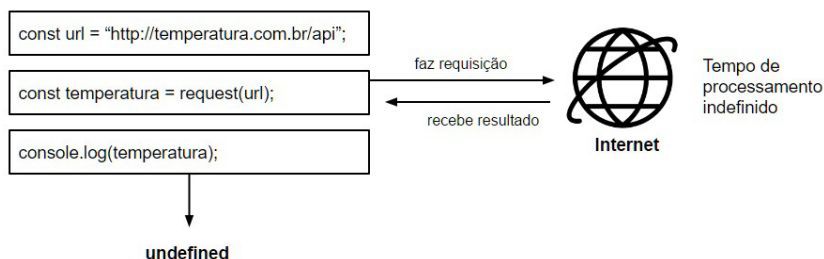 const url = “http://temperatura.com.br/api”;
const temperatura = request(url);
console.log(temperatura);
undefined
faz requisição
recebe resultado
Internet
Tempo de
processamento
indefinido